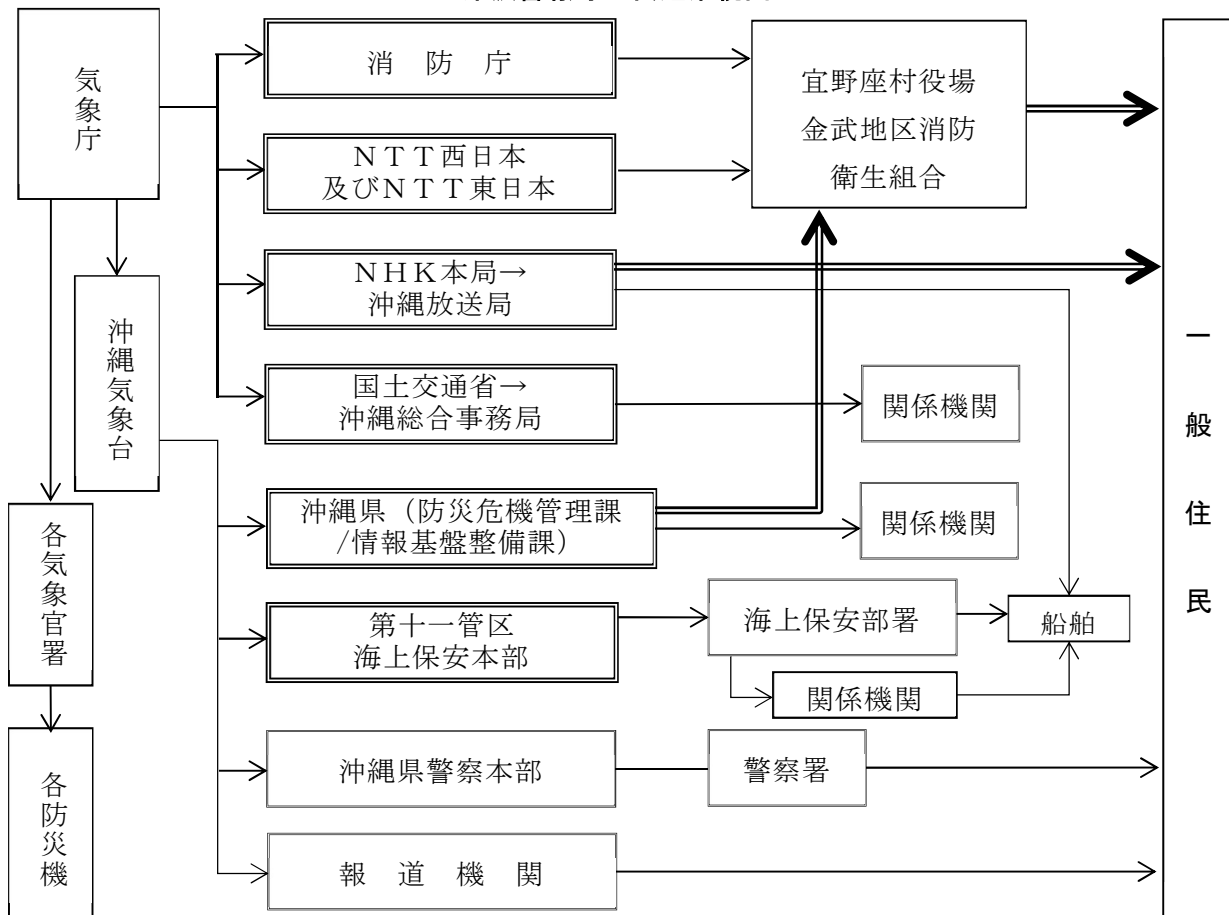 気象庁
消　防　庁
宜野座村役場
金武地区消防
衛生組合
ＮＴＴ西日本
及びＮＴＴ東日本
ＮＨＫ本局→
沖縄放送局
沖縄気象台
国土交通省→
沖縄総合事務局
関係機関
沖縄県（防災危機管理課
/情報基盤整備課）
関係機関
各気象官署
第十一管区
海上保安本部
海上保安部署
船舶
関係機関
各防災機
沖縄県警察本部
警察署
報　道　機　関
一般住民